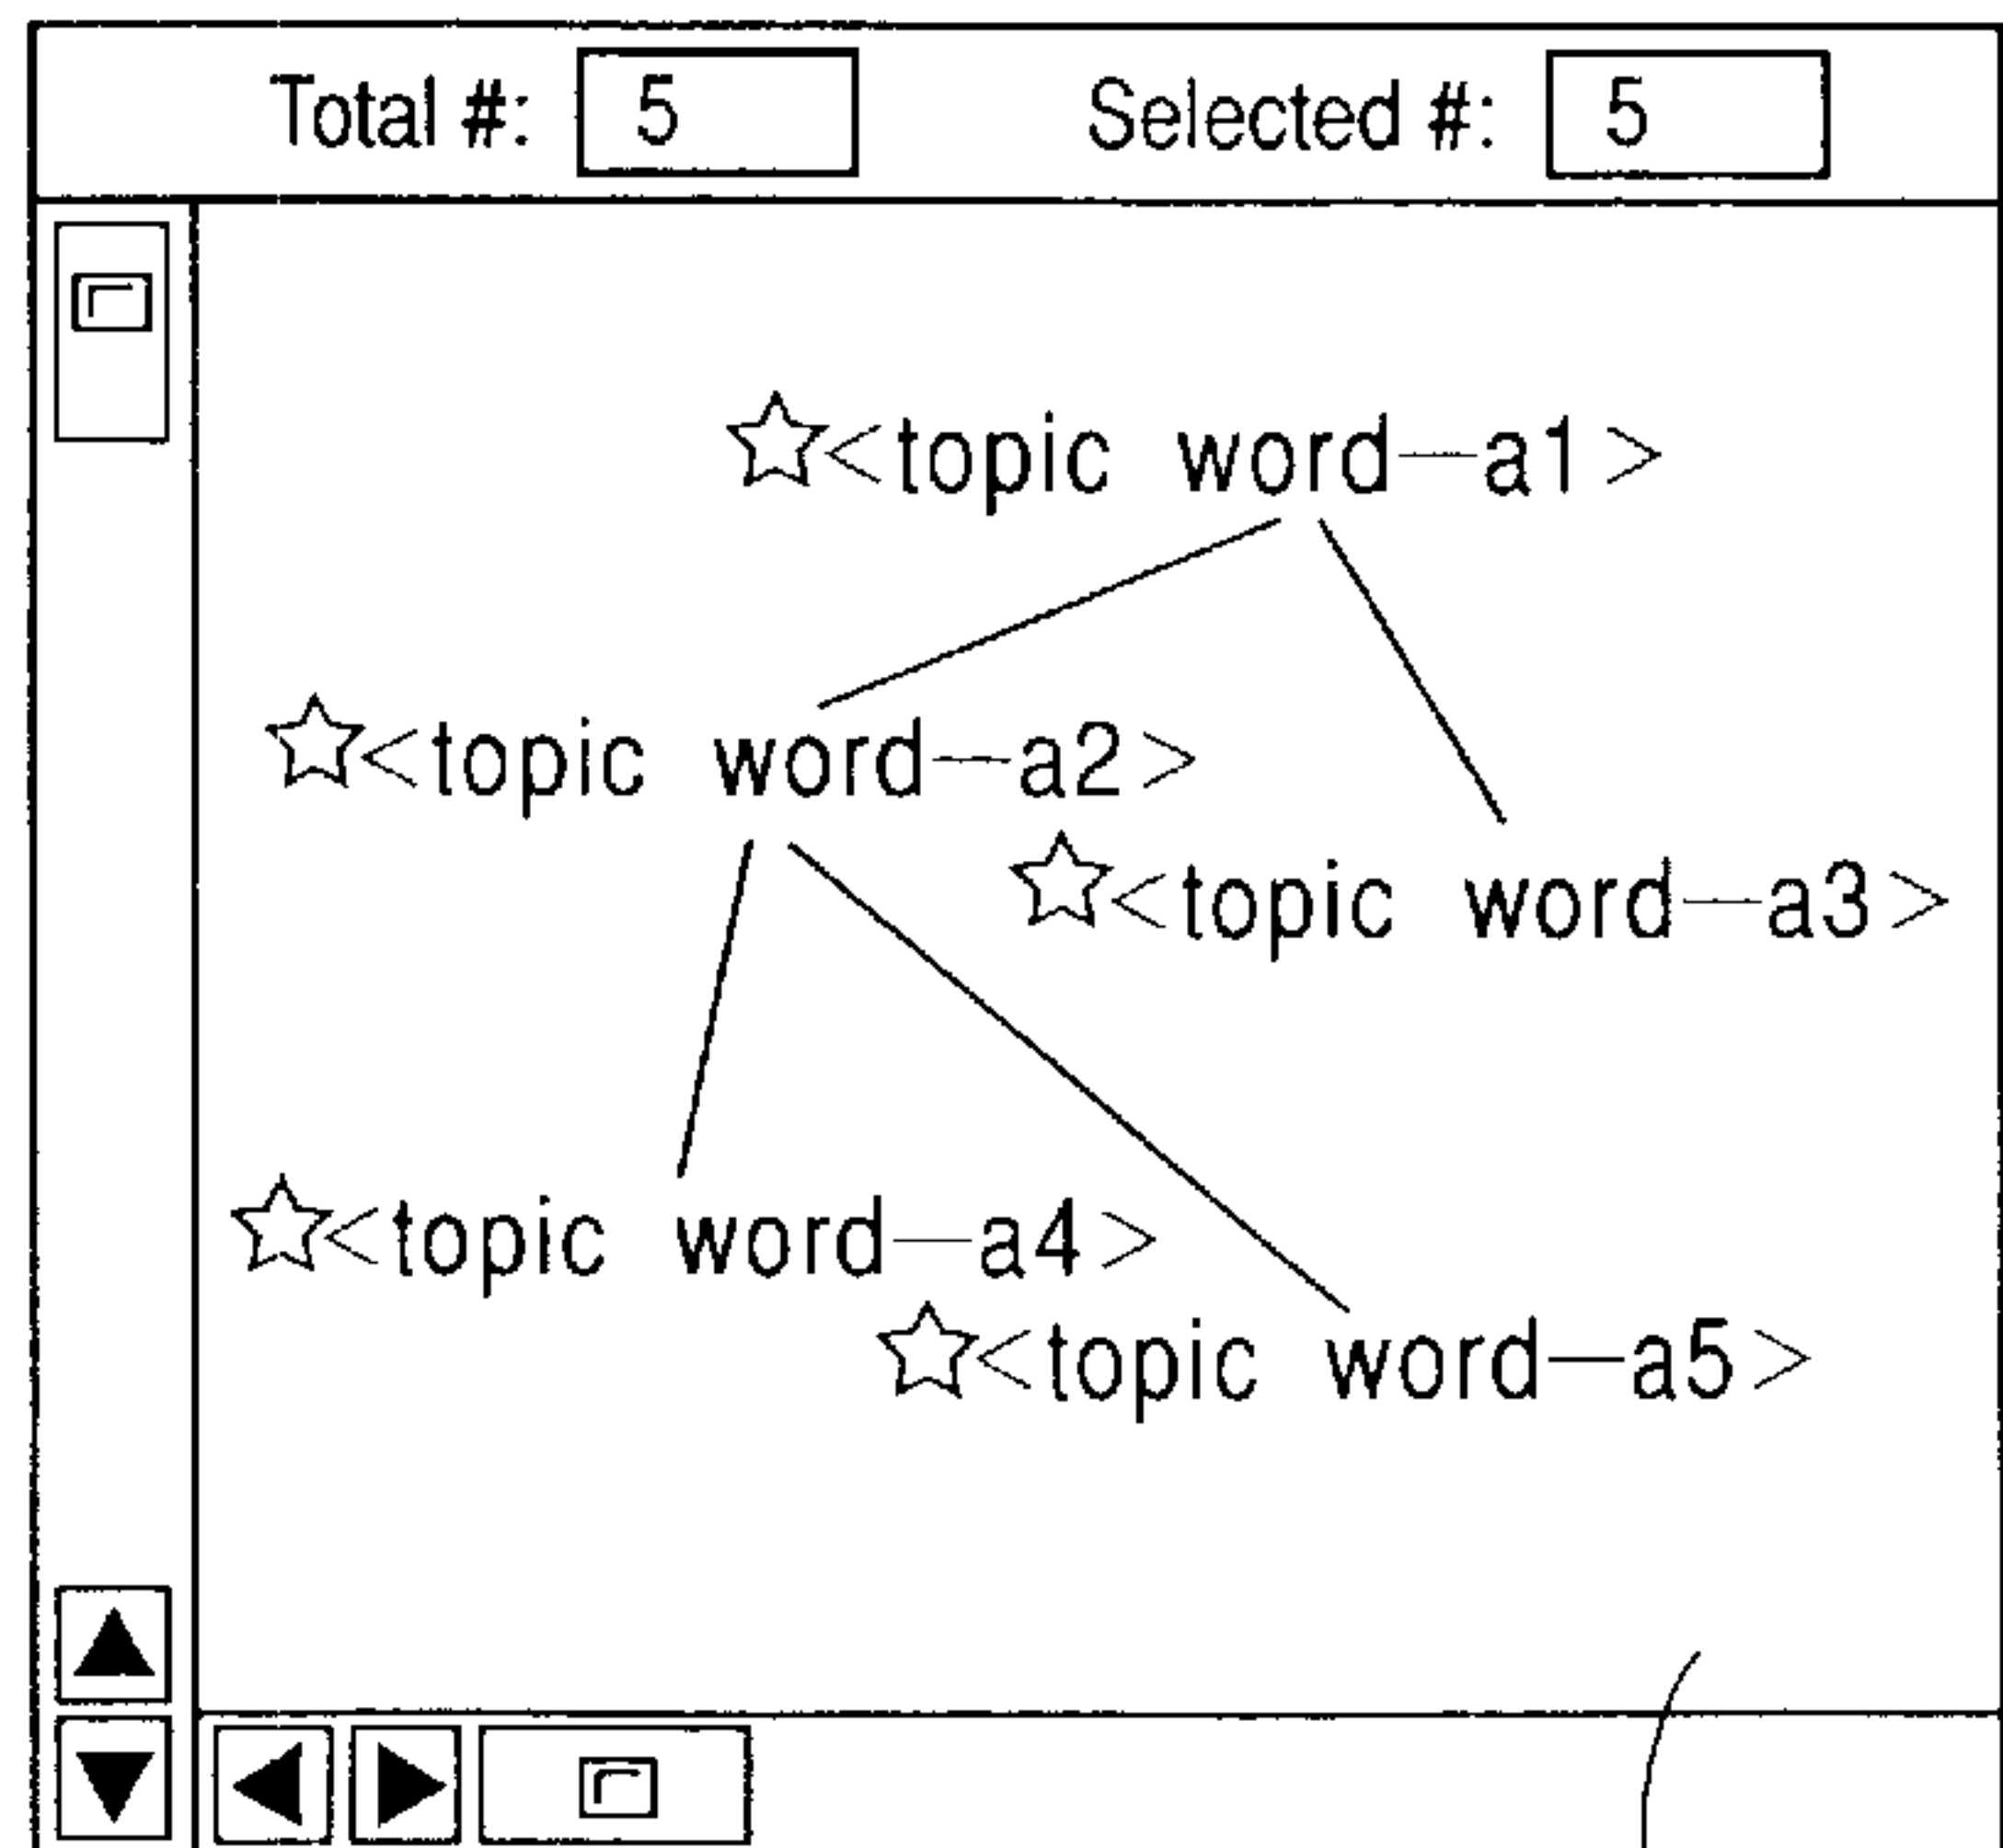 Total #: 5 Selected #: 5
☆<topic word—a1>
☆<topic word—a2>
☆<topic word—a3>
☆<topic word—a4>
☆<topic word—a5>